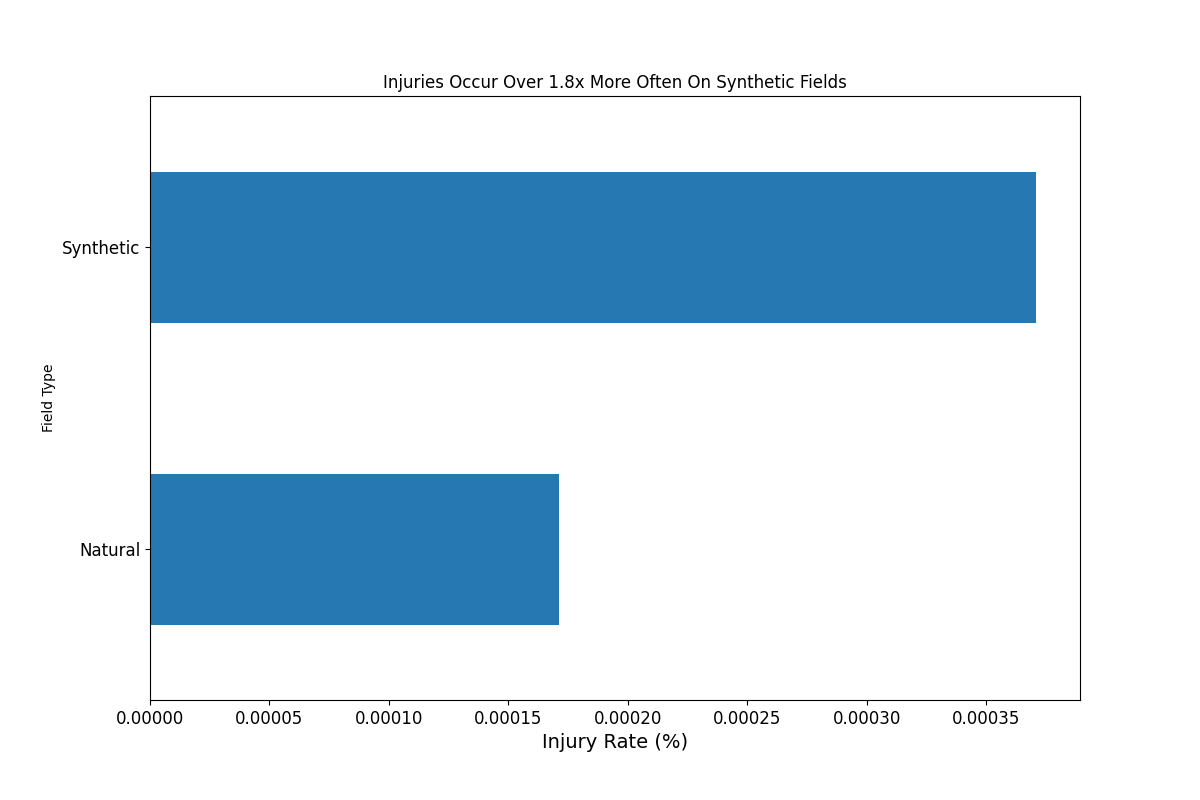 Injuries Occur Over 1.8x More Often On Synthetic Fields
Synthetic
Field Type
Natural
0.00000 0.00005 0.00010 0.00015 0.00020 0.00025 0.00030 0.00035
Injury Rate (%)